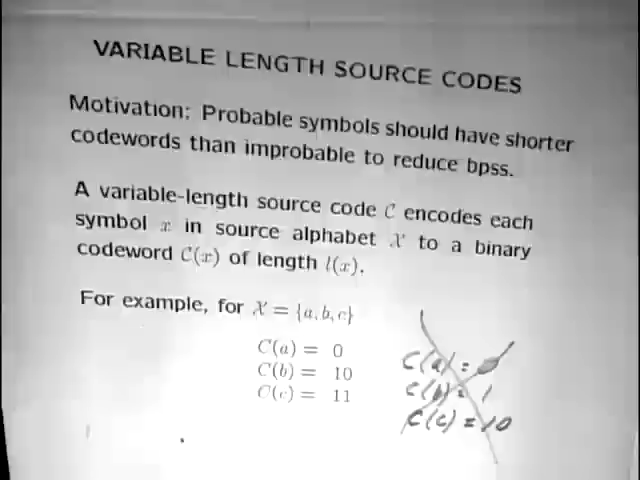 VARIABLE LENGTH SOURCE CODES
Motivation: Probable symbols should have shorter
codewords than improbable to reduce bpss.
A variable-length source code C encodes each
symbol x in source alphabet X to a binary
codeword C(x) of length l(x).
For example, for X = {a, b, c}
C(a) = 0
C(b) = 10
C(c) = 11
C(a) =
C(b) = 1
C(c) = 10